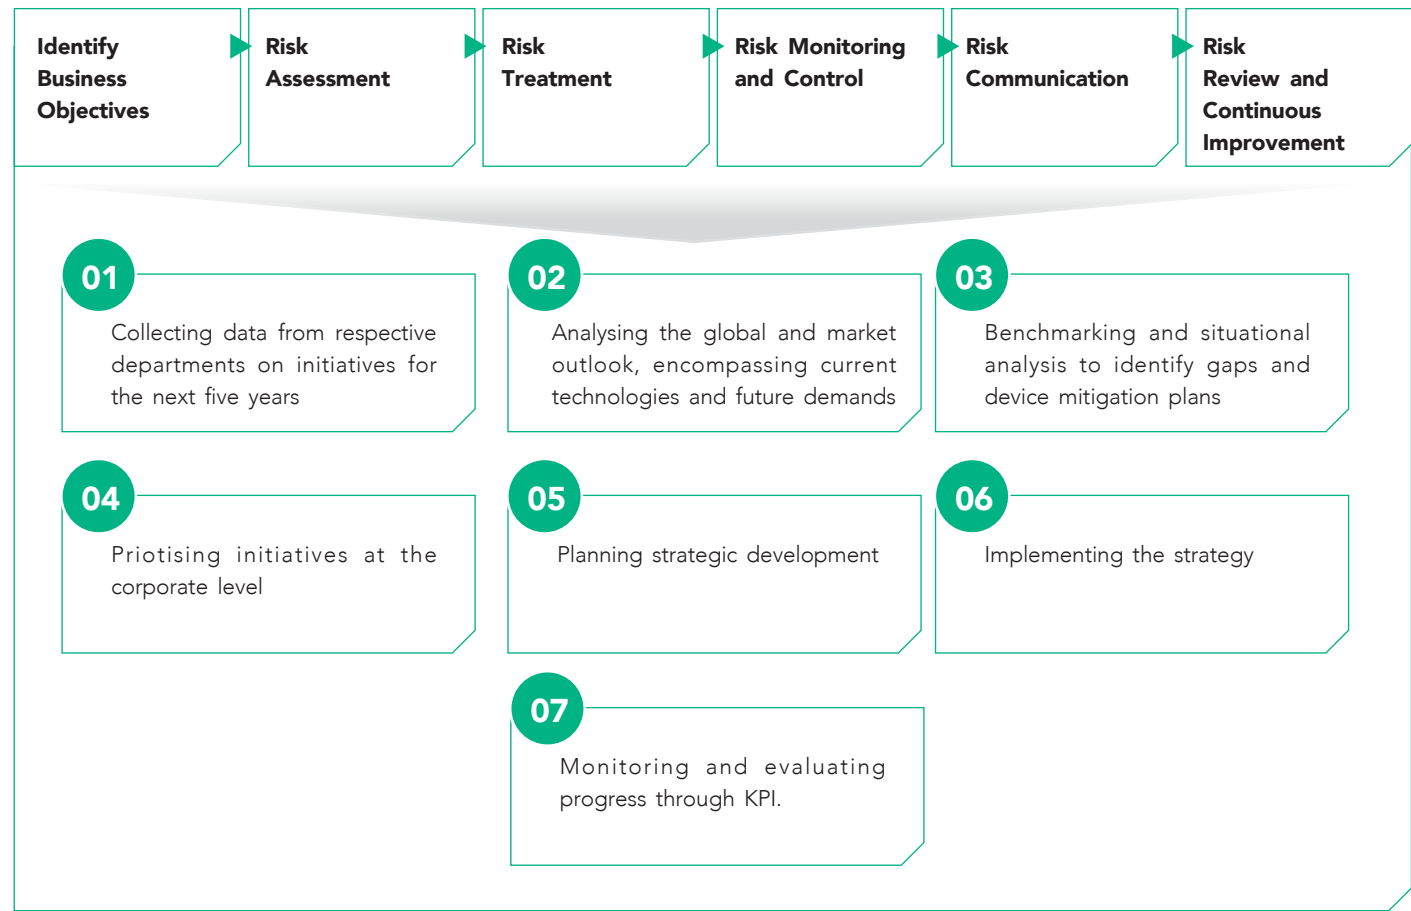 Identify
Business
Objectives
Risk
Assessment
Risk
Treatment
Risk Monitoring
and Control
Risk
Communication
Risk
Review and
Continuous
Improvement
01
Collecting data from respective
departments on initiatives for
the next five years
02
Analysing the global and market
outlook, encompassing current
technologies and future demands
03
Benchmarking and situational
analysis to identify gaps and
device mitigation plans
04
Priotising initiatives at the
corporate level
05
Planning strategic development
06
Implementing the strategy
07
Monitoring and evaluating
progress through KPI.